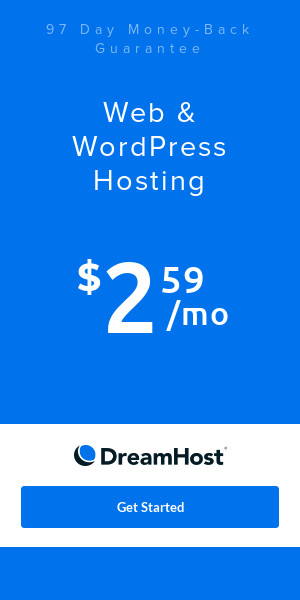 97 Day Money-Back
Guarantee
Web &
WordPress
Hosting
$2 59
/mo
DreamHost
Get Started